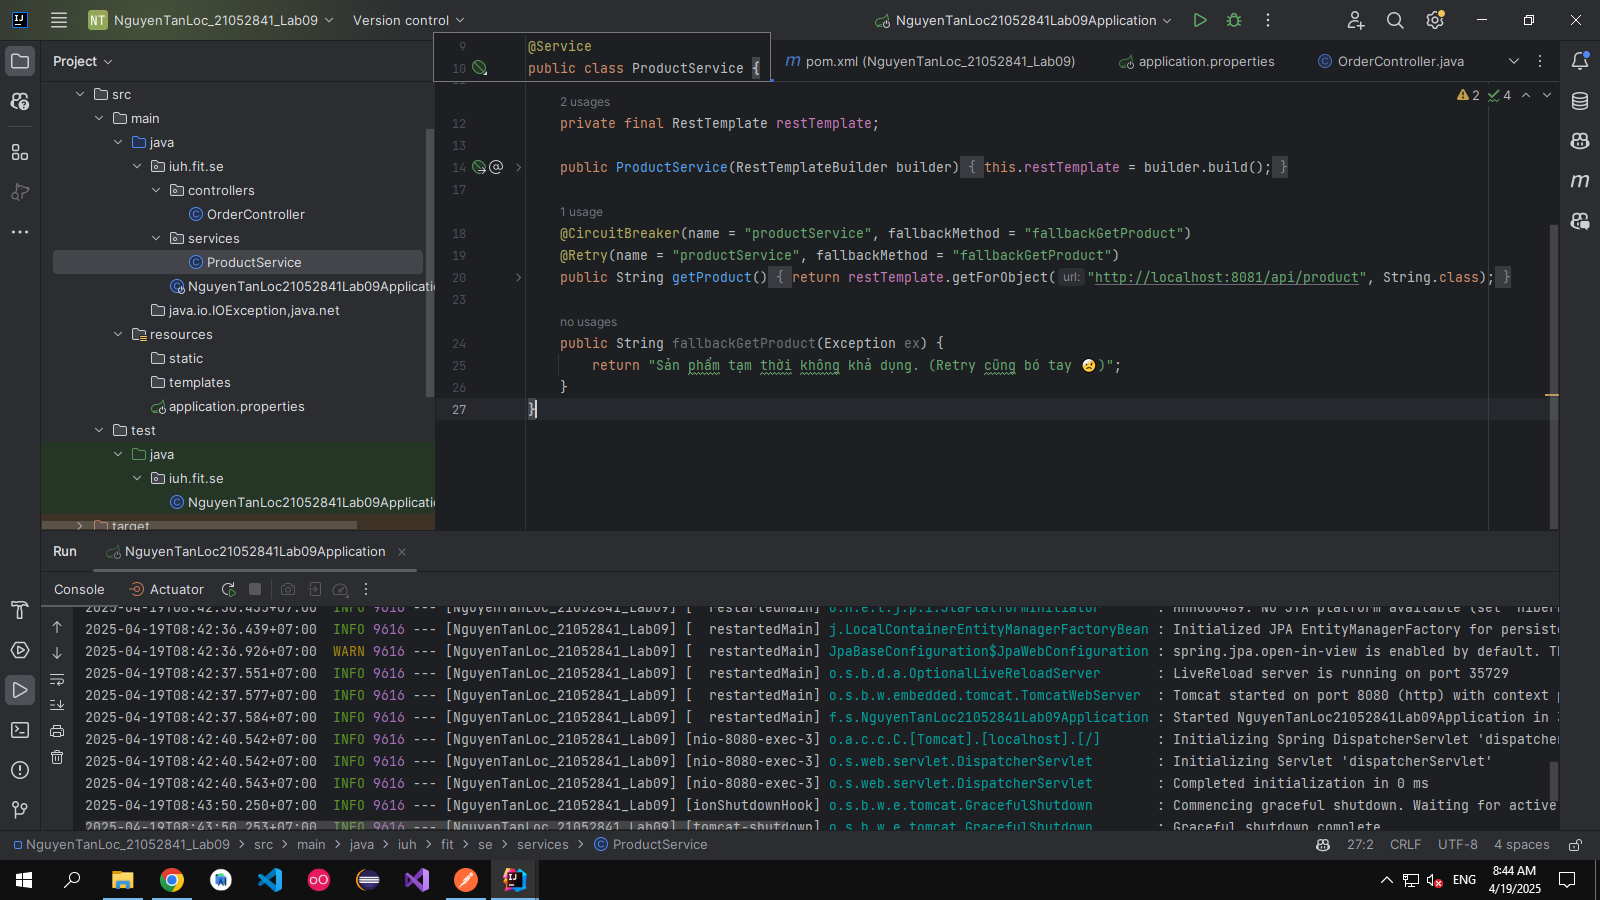 NT NguyenTanLoc_21052841_Lab09 Version control NguyenTanLoc21052841Lab09Application
Project
9 @Service
10 public class ProductService {
pom.xml (NguyenTanLoc_21052841_Lab09) application.properties OrderController.java
2 4
src
main
java
iuh.fit.se
controllers
OrderController
services
ProductService
NguyenTanLoc21052841Lab09Applicatio
java.io.IOException,java.net
resources
static
templates
application.properties
test
java
iuh.fit.se
NguyenTanLoc21052841Lab09Applicatio
target
2 usages
12 private final RestTemplate restTemplate;
13
14 public ProductService(RestTemplateBuilder builder) { this.restTemplate = builder.build(); }
17
1 usage
18 @CircuitBreaker(name = "productService", fallbackMethod = "fallbackGetProduct")
19 @Retry(name = "productService", fallbackMethod = "fallbackGetProduct")
20 public String getProduct() { return restTemplate.getForObject( url: "http://localhost:8081/api/product", String.class); }
23
no usages
24 public String fallbackGetProduct(Exception ex) {
25 return "Sản phẩm tạm thời không khả dụng. (Retry cũng bó tay 😢)";
26 }
27 }
Run NguyenTanLoc21052841Lab09Application
Console Actuator
2025-04-19T08:42:36.435+07:00 INFO 9616 --- [NguyenTanLoc_21052841_Lab09] [ restartedMain] o.h.e.t.j.p.i.JtaPlatformInitiator : HHH000489: No JTA platform available (set 'hiber
2025-04-19T08:42:36.439+07:00 INFO 9616 --- [NguyenTanLoc_21052841_Lab09] [ restartedMain] j.LocalContainerEntityManagerFactoryBean : Initialized JPA EntityManagerFactory for persiste
2025-04-19T08:42:36.926+07:00 WARN 9616 --- [NguyenTanLoc_21052841_Lab09] [ restartedMain] JpaBaseConfiguration$JpaWebConfiguration : spring.jpa.open-in-view is enabled by default. Th
2025-04-19T08:42:37.551+07:00 INFO 9616 --- [NguyenTanLoc_21052841_Lab09] [ restartedMain] o.s.b.d.a.OptionalLiveReloadServer : LiveReload server is running on port 35729
2025-04-19T08:42:37.577+07:00 INFO 9616 --- [NguyenTanLoc_21052841_Lab09] [ restartedMain] o.s.b.w.embedded.tomcat.TomcatWebServer : Tomcat started on port 8080 (http) with context p
2025-04-19T08:42:37.584+07:00 INFO 9616 --- [NguyenTanLoc_21052841_Lab09] [ restartedMain] f.s.NguyenTanLoc21052841Lab09Application : Started NguyenTanLoc21052841Lab09Application in 3
2025-04-19T08:42:40.542+07:00 INFO 9616 --- [NguyenTanLoc_21052841_Lab09] [nio-8080-exec-3] o.a.c.c.C.[Tomcat].[localhost].[/] : Initializing Spring DispatcherServlet 'dispatcher
2025-04-19T08:42:40.542+07:00 INFO 9616 --- [NguyenTanLoc_21052841_Lab09] [nio-8080-exec-3] o.s.web.servlet.DispatcherServlet : Initializing Servlet 'dispatcherServlet'
2025-04-19T08:42:40.543+07:00 INFO 9616 --- [NguyenTanLoc_21052841_Lab09] [nio-8080-exec-3] o.s.web.servlet.DispatcherServlet : Completed initialization in 0 ms
2025-04-19T08:43:50.250+07:00 INFO 9616 --- [NguyenTanLoc_21052841_Lab09] [ionShutdownHook] o.s.b.w.e.tomcat.GracefulShutdown : Commencing graceful shutdown. Waiting for active
2025-04-19T08:43:50.253+07:00 INFO 9616 --- [NguyenTanLoc_21052841_Lab09] [tomcat-shutdown] o.s.b.w.e.tomcat.GracefulShutdown : Graceful shutdown complete
NguyenTanLoc_21052841_Lab09 > src > main > java > iuh > fit > se > services > ProductService 27:2 CRLF UTF-8 4 spaces
ENG 8:44 AM
4/19/2025